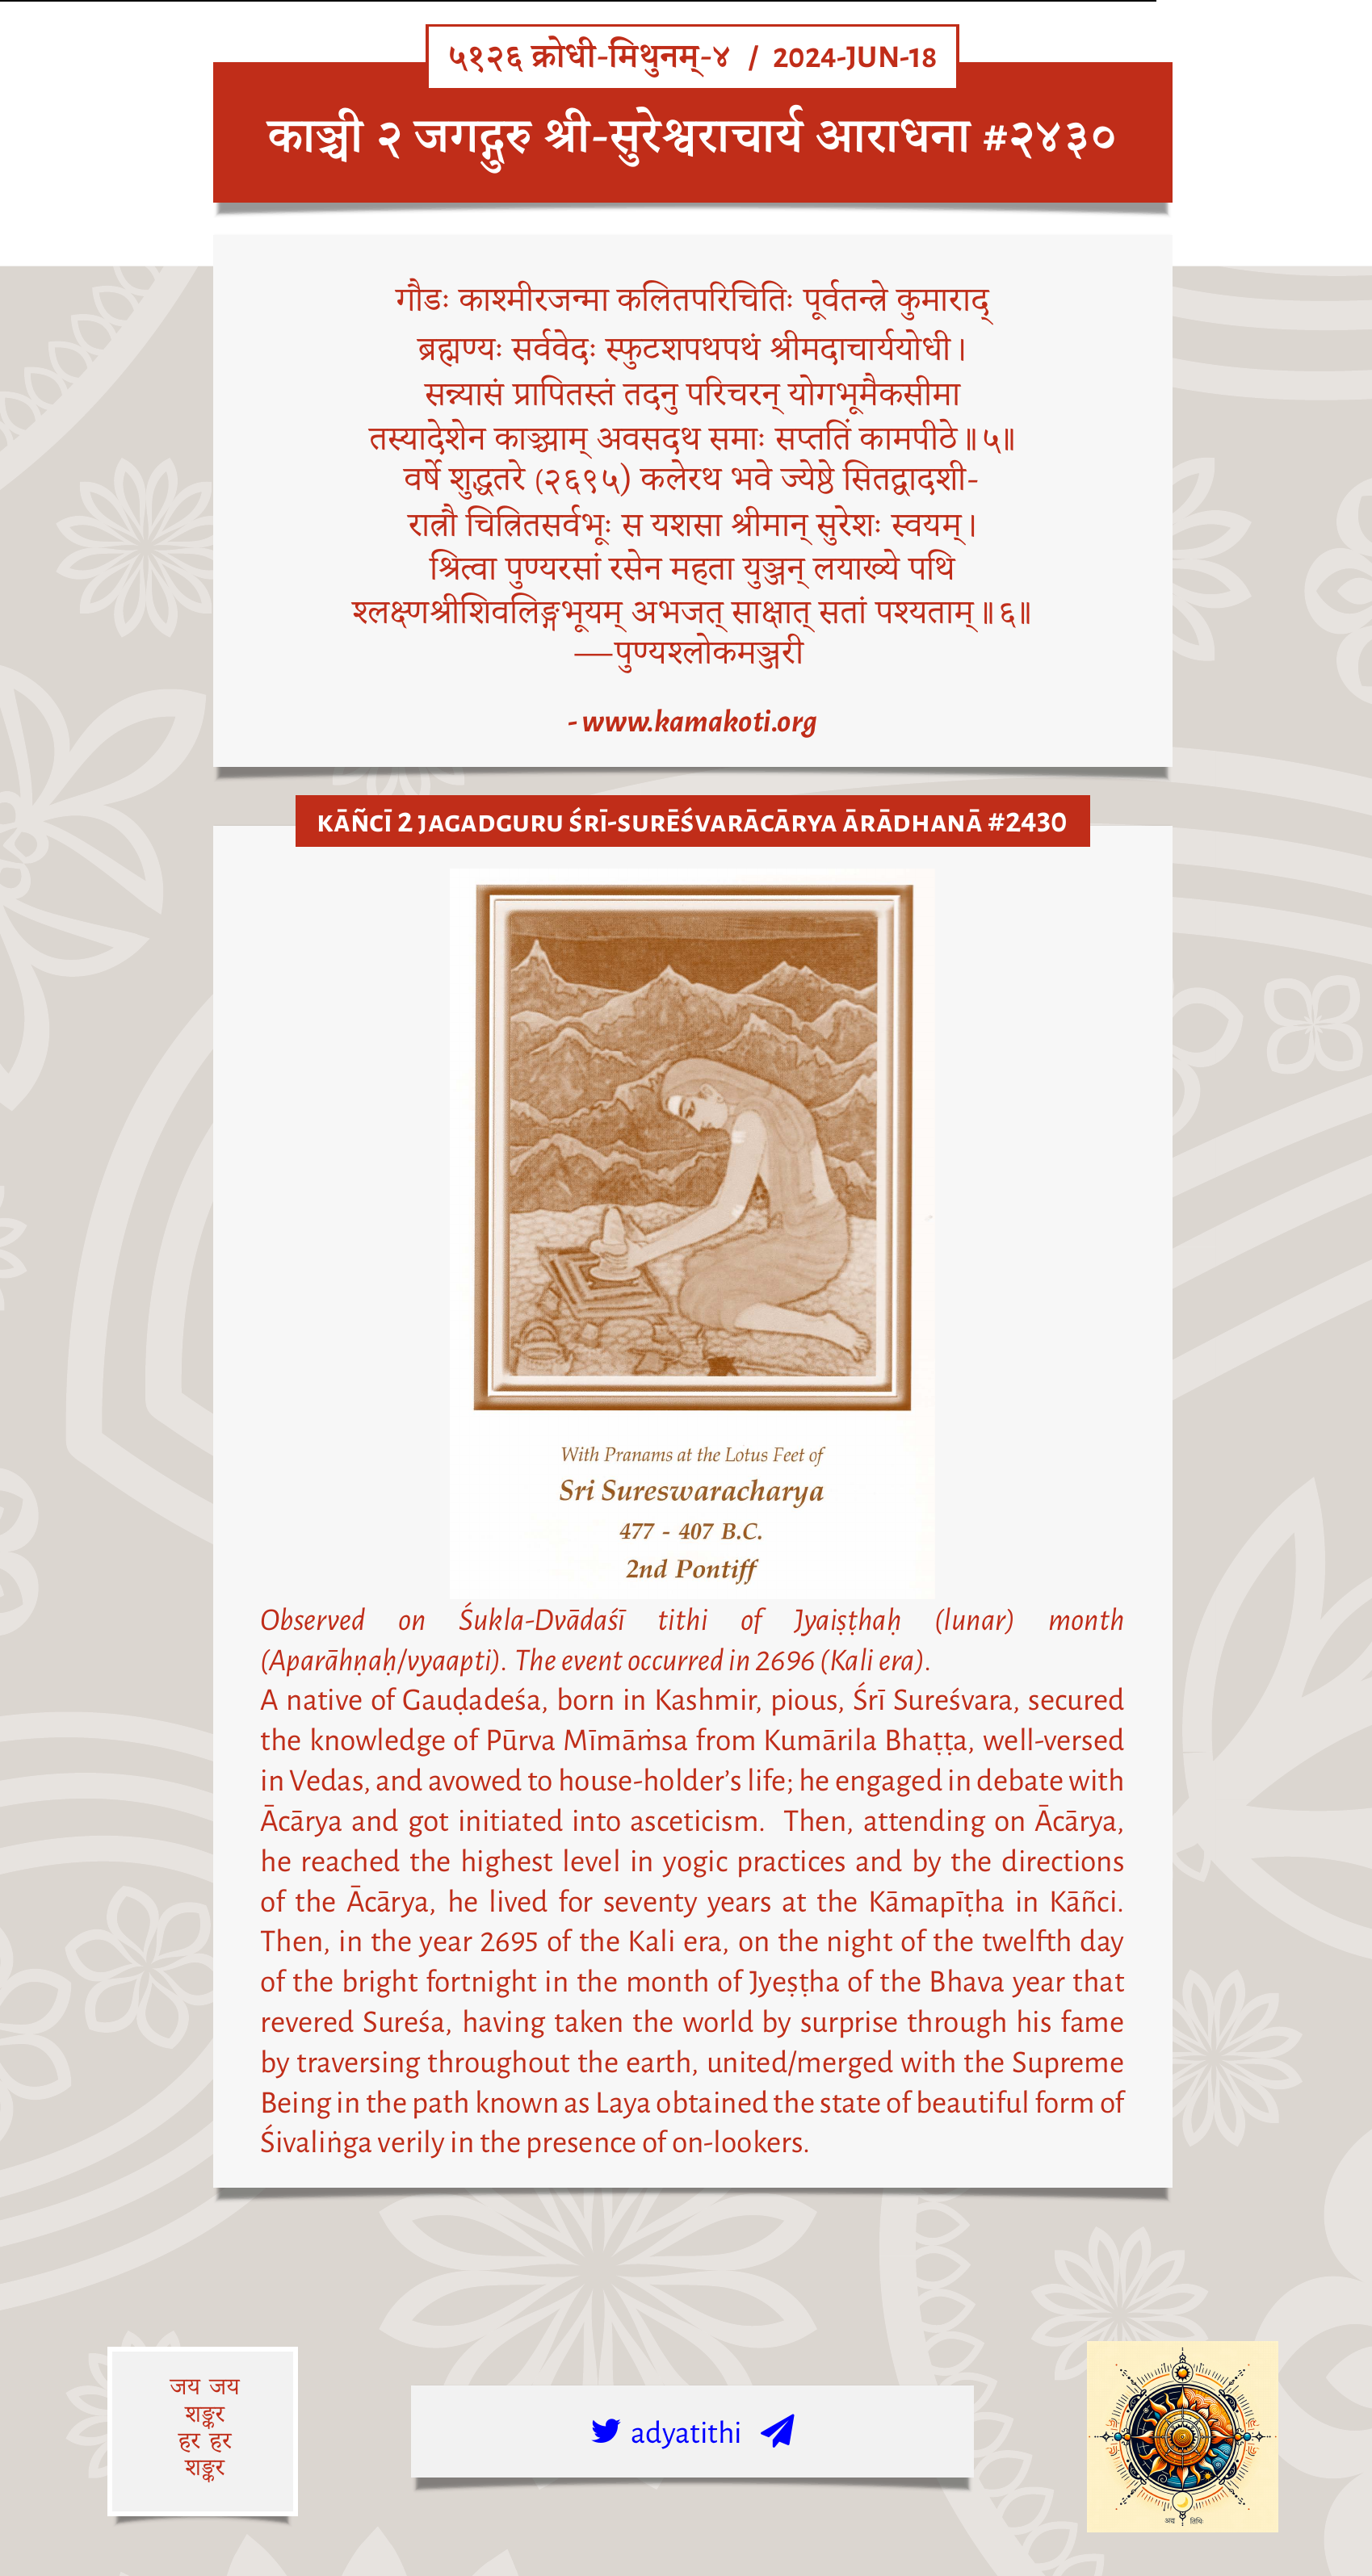 ५१२६ क्रोधी-मिथुनम्-४ / 2024-JUN-18
काञ्ची २ जगद्गुरु श्री-सुरेश्वराचार्य आराधना #२४३०
गौडः काश्मीरजन्मा कलितपरिचितिः पूर्वतन्त्रे कुमाराद्
ब्रह्मण्यः सर्ववेदः स्फुटशपथपथं श्रीमदाचार्ययोधी।
सन्न्यासं प्रापितस्तं तदनु परिचरन् योगभूमैकसीमा
तस्यादेशेन काञ्च्याम् अवसदथ समाः सप्ततिं कामपीठे॥५॥
वर्षे शुद्धतरे (२६९५) कलेरथ भवे ज्येष्ठे सितद्वादशी-
रात्रौ चित्रितसर्वभूः स यशसा श्रीमान् सुरेशः स्वयम्।
श्रित्वा पुण्यरसां रसेन महता युञ्जन् लयाख्ये पथि
श्लक्ष्णश्रीशिवलिङ्गभूयम् अभजत् साक्षात् सतां पश्यताम्॥६॥
—पुण्यश्लोकमञ्जरी
- www.kamakoti.org
KĀÑCĪ 2 JAGADGURU ŚRĪ-SURĒŚVARĀCĀRYA ĀRĀDHANĀ #2430
With Pranams at the Lotus Feet of
Sri Sureswaracharya
477 - 407 B.C.
2nd Pontiff
Observed on Śukla-Dvādaśī tithi of Jyaiṣṭhaḥ (lunar) month
(Aparāhṇaḥ/vyaapti). The event occurred in 2696 (Kali era).
A native of Gauḍadeśa, born in Kashmir, pious, Śrī Sureśvara, secured
the knowledge of Pūrva Mīmāṁsa from Kumārila Bhaṭṭa, well-versed
in Vedas, and avowed to house-holder’s life; he engaged in debate with
Ācārya and got initiated into asceticism. Then, attending on Ācārya,
he reached the highest level in yogic practices and by the directions
of the Ācārya, he lived for seventy years at the Kāmapīṭha in Kāñci.
Then, in the year 2695 of the Kali era, on the night of the twelfth day
of the bright fortnight in the month of Jyeṣṭha of the Bhava year that
revered Sureśa, having taken the world by surprise through his fame
by traversing throughout the earth, united/merged with the Supreme
Being in the path known as Laya obtained the state of beautiful form of
Śivaliṅga verily in the presence of on-lookers.
जय जय
शङ्कर
हर हर
शङ्कर
adyatithi
अद्य तिथिः